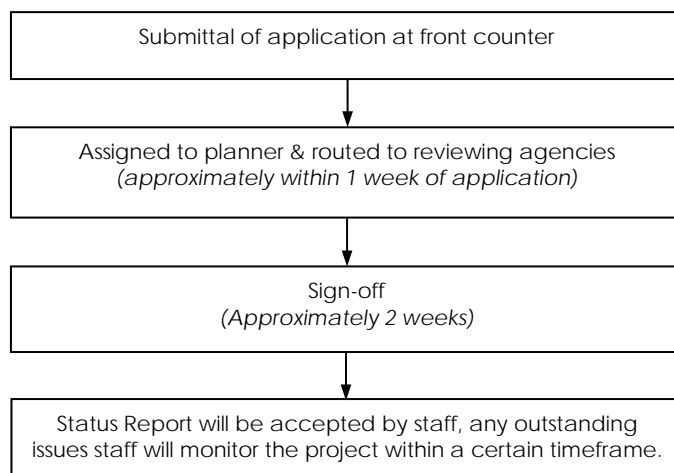 Submittal of application at front counter
Assigned to planner & routed to reviewing agencies
(approximately within 1 week of application)
Sign-off
(Approximately 2 weeks)
Status Report will be accepted by staff, any outstanding
issues staff will monitor the project within a certain timeframe.